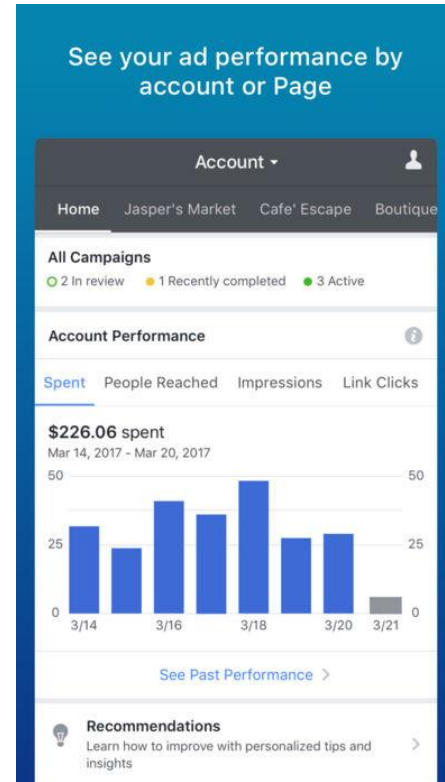 See your ad performance by
account or Page
Account
Home Jasper's Market Cafe' Escape Boutique
All Campaigns
2 In review 1 Recently completed 3 Active
Account Performance
Spent People Reached Impressions Link Clicks
$226.06 spent
Mar 14, 2017 - Mar 20, 2017
50 50
25 25
0 0
3/14 3/16 3/18 3/20 3/21
See Past Performance
Recommendations
Learn how to improve with personalized tips and
insights